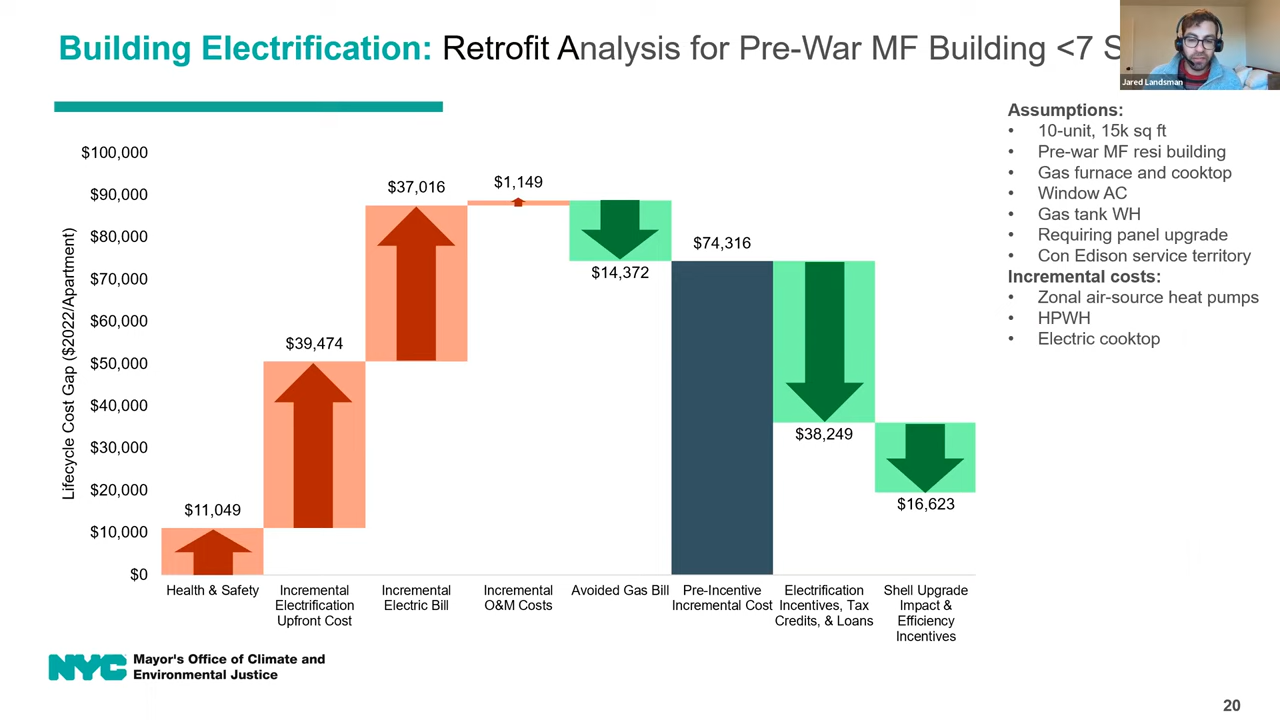 Building Electrification: Retrofit Analysis for Pre-War MF Building <7 S
Jared Landsman
Assumptions:
• 10-unit, 15k sq ft
• Pre-war MF resi building
• Gas furnace and cooktop
• Window AC
• Gas tank WH
• Requiring panel upgrade
• Con Edison service territory
Incremental costs:
• Zonal air-source heat pumps
• HPWH
• Electric cooktop
Lifecycle Cost Gap ($2022/Apartment)
$100,000
$90,000
$80,000
$70,000
$60,000
$50,000
$40,000
$30,000
$20,000
$10,000
$0
$11,049
$39,474
$37,016
$1,149
$14,372
$74,316
$38,249
$16,623
Health & Safety
Incremental
Electrification
Upfront Cost
Incremental
Electric Bill
Incremental
O&M Costs
Avoided Gas Bill
Pre-Incentive
Incremental Cost
Electrification
Incentives, Tax
Credits, & Loans
Shell Upgrade
Impact &
Efficiency
Incentives
NYC
Mayor's Office of Climate and
Environmental Justice
20